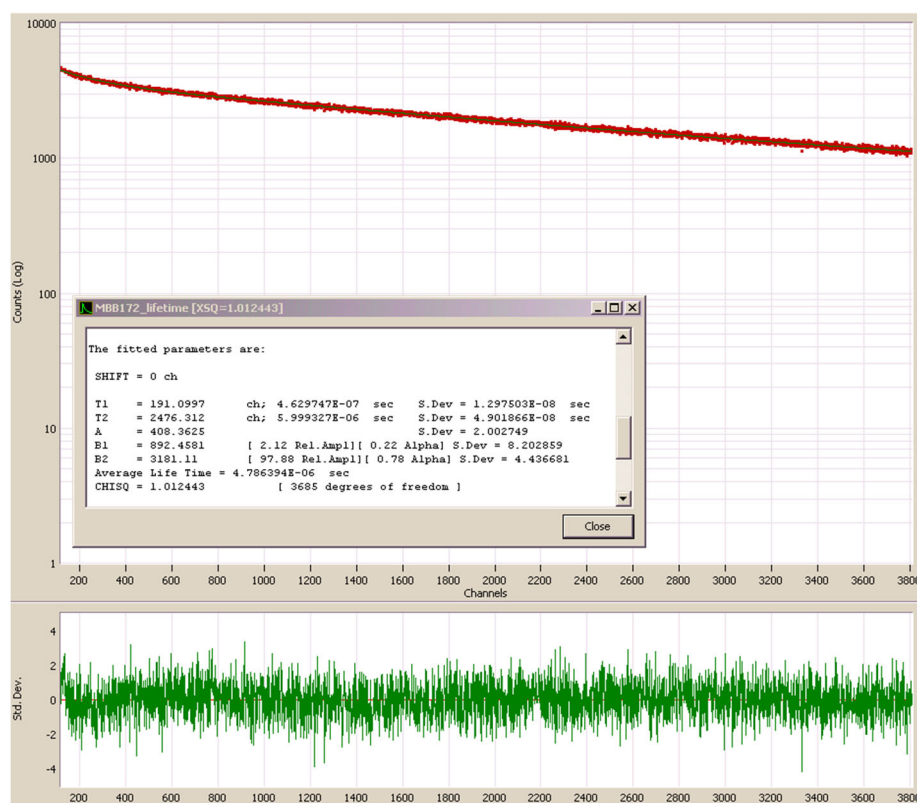 10000
1000
100
10
1
Counts (Log)
MBB172_lifetime [XSQ=1.012443]
The fitted parameters are:
SHIFT = 0 ch
T1 = 191.0997 ch; 4.629747E-07 sec S.Dev = 1.297503E-08 sec
T2 = 2476.312 ch; 5.999327E-06 sec S.Dev = 4.901866E-08 sec
A = 408.3625 S.Dev = 2.002749
B1 = 892.4581 [ 2.12 Rel.Ampl][ 0.22 Alpha] S.Dev = 8.202859
B2 = 3181.11 [ 97.88 Rel.Ampl][ 0.78 Alpha] S.Dev = 4.436681
Average Life Time = 4.786394E-06 sec
CHISQ = 1.012443 [ 3685 degrees of freedom ]
Close
200 400 600 800 1000 1200 1400 1600 1800 2000 2200 2400 2600 2800 3000 3200 3400 3600 3800
Channels
4
2
0
-2
-4
Std. Dev.
200 400 600 800 1000 1200 1400 1600 1800 2000 2200 2400 2600 2800 3000 3200 3400 3600 3800